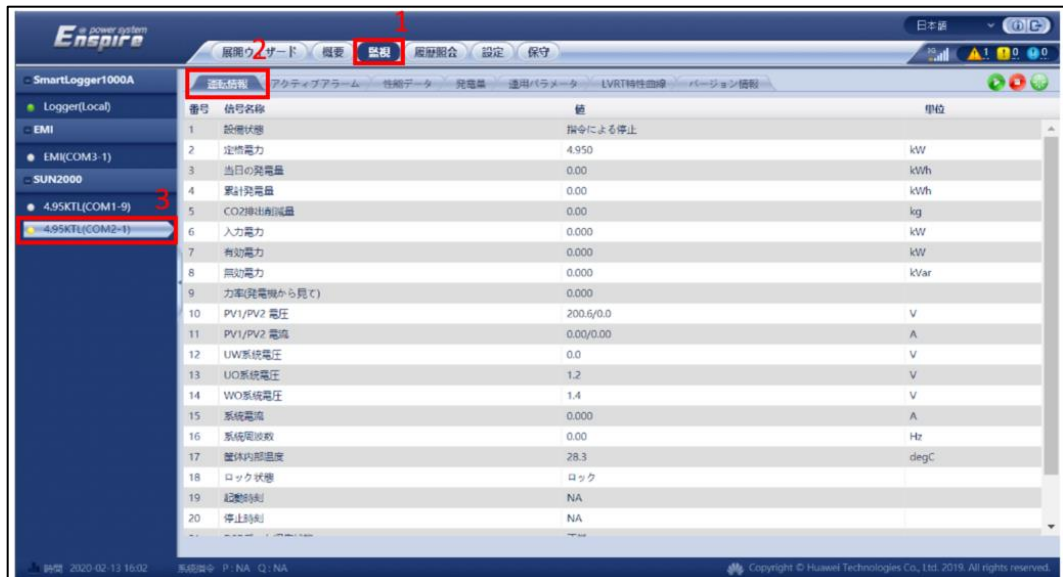 power system
Enspire
日本語
1
展開ウィザード 概要 監視 履歴照会 設定 保守
3G 1 0 0
2
SmartLogger1000A
運転情報 アクティブアラーム 性能データ 発電量 運用パラメータ LVRT特性曲線 バージョン情報
Logger(Local)
番号 信号名称 値 単位
EMI
1 設備状態 指令による停止
EMI(COM3-1)
2 定格電力 4.950 kW
SUN2000
3 当日の発電量 0.00 kWh
4 累計発電量 0.00 kWh
3
4.95KTL(COM1-9)
5 CO2排出削減量 0.00 kg
4.95KTL(COM2-1)
6 入力電力 0.000 kW
7 有効電力 0.000 kW
8 無効電力 0.000 kVar
9 力率(発電機から見て) 0.000
10 PV1/PV2 電圧 200.6/0.0 V
11 PV1/PV2 電流 0.00/0.00 A
12 UW系統電圧 0.0 V
13 UO系統電圧 1.2 V
14 WO系統電圧 1.4 V
15 系統電流 0.000 A
16 系統周波数 0.00 Hz
17 筐体内部温度 28.3 degC
18 ロック状態 ロック
19 起動時刻 NA
20 停止時刻 NA
時間 2020-02-13 16:02 系統指令 P : NA Q : NA Copyright © Huawei Technologies Co., Ltd. 2019. All rights reserved.